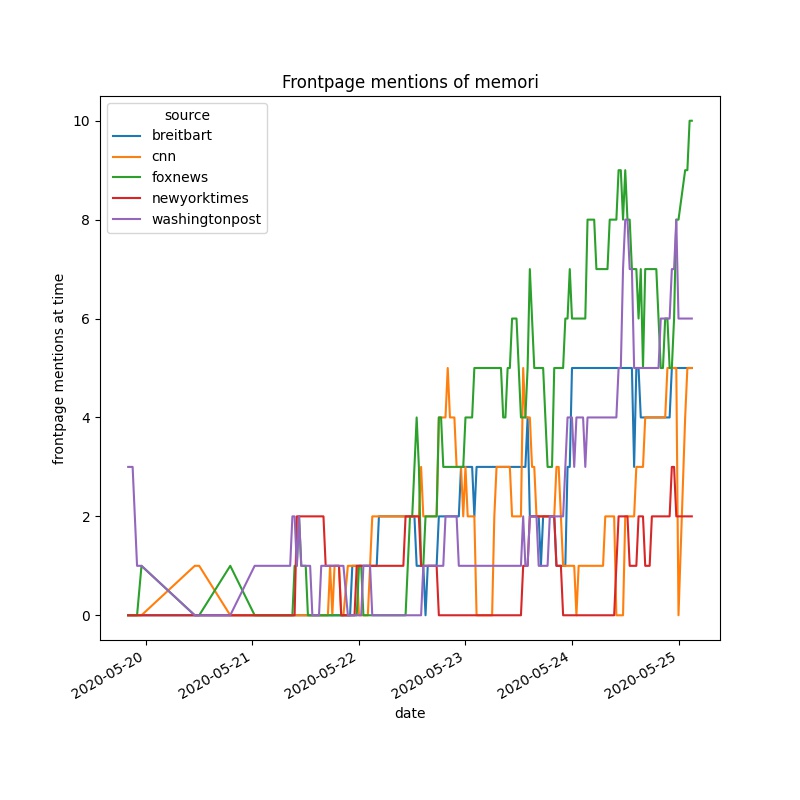 Frontpage mentions of memori
source
breitbart
cnn
foxnews
newyorktimes
washingtonpost
frontpage mentions at time
10
8
6
4
2
0
2020-05-20
2020-05-21
2020-05-22
2020-05-23
2020-05-24
2020-05-25
date